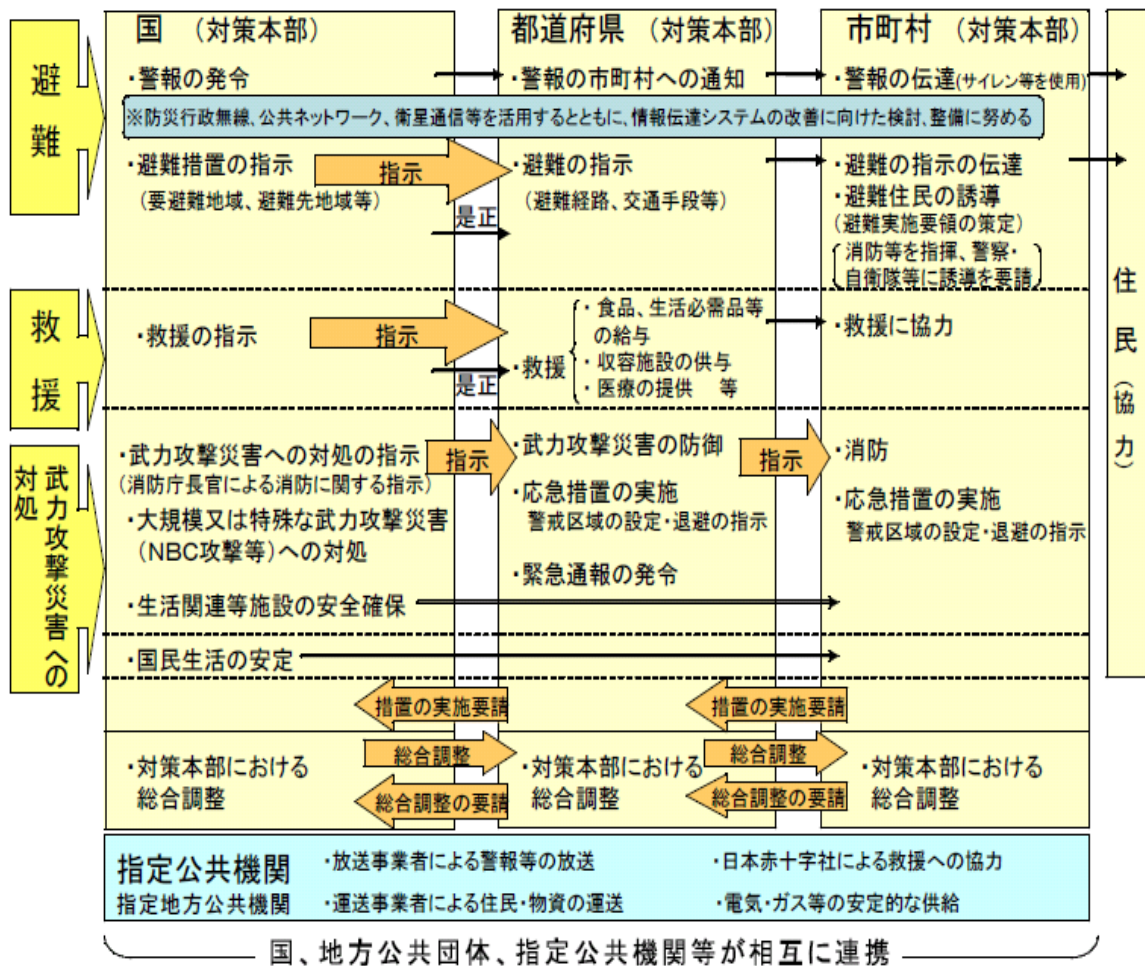 避難
国 （対策本部）
都道府県 （対策本部）
市町村 （対策本部）
・警報の発令
・警報の市町村への通知
・警報の伝達(サイレン等を使用)
※防災行政無線、公共ネットワーク、衛星通信等を活用するとともに、情報伝達システムの改善に向けた検討、整備に努める
・避難措置の指示
（要避難地域、避難先地域等）
指示
是正
・避難の指示
（避難経路、交通手段等）
・避難の指示の伝達
・避難住民の誘導
（避難実施要領の策定）
消防等を指揮、警察・
自衛隊等に誘導を要請
住民（協力）
救援
・救援の指示
指示
是正
・救援
・食品、生活必需品等
の給与
・収容施設の供与
・医療の提供 等
・救援に協力
武力攻撃災害への
対処
・武力攻撃災害への対処の指示
（消防庁長官による消防に関する指示）
・大規模又は特殊な武力攻撃災害
（NBC攻撃等）への対処
指示
・武力攻撃災害の防御
・応急措置の実施
警戒区域の設定・退避の指示
・緊急通報の発令
指示
・消防
・応急措置の実施
警戒区域の設定・退避の指示
・生活関連等施設の安全確保
・国民生活の安定
措置の実施要請
措置の実施要請
・対策本部における
総合調整
総合調整
総合調整の要請
・対策本部における
総合調整
総合調整
総合調整の要請
・対策本部における
総合調整
指定公共機関
指定地方公共機関
・放送事業者による警報等の放送
・日本赤十字社による救援への協力
・運送事業者による住民・物資の運送
・電気・ガス等の安定的な供給
国、地方公共団体、指定公共機関等が相互に連携